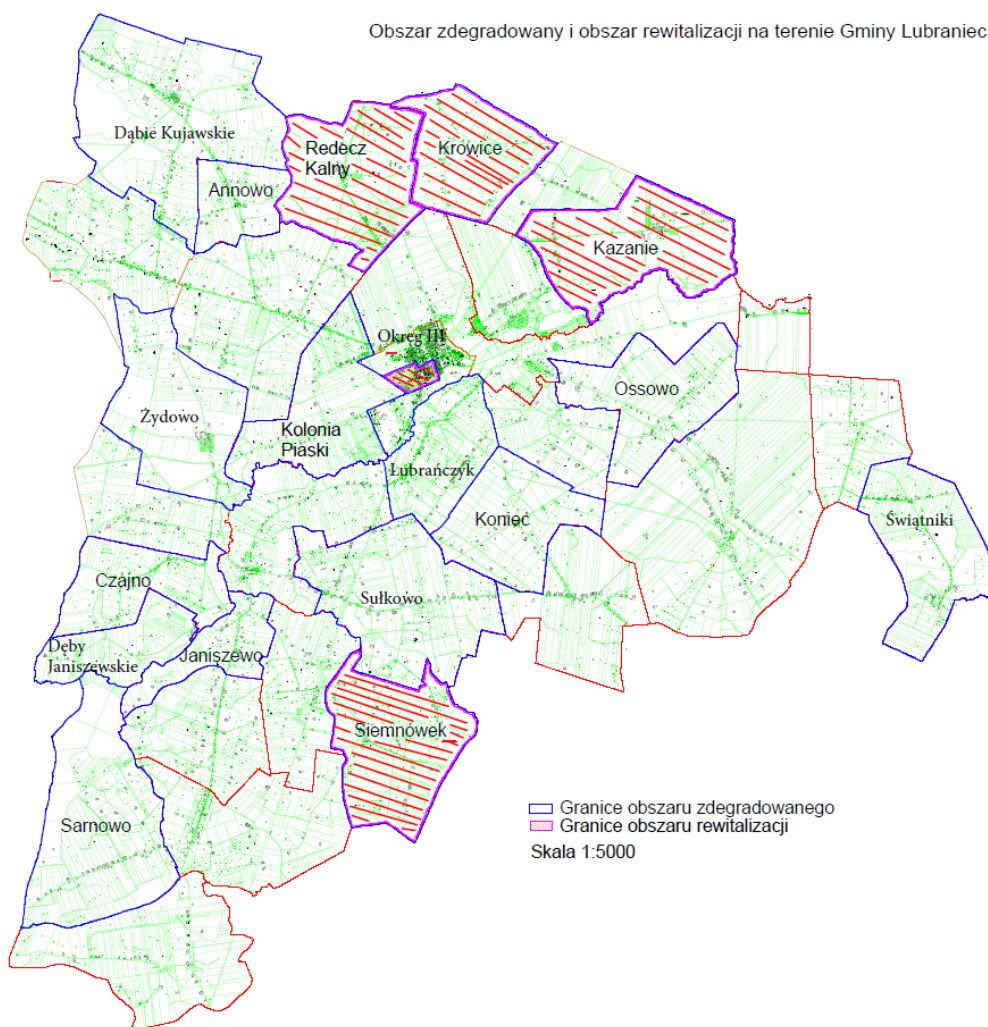 Obszar zdegradowany i obszar rewitalizacji na terenie Gminy Lubraniec
Dąbie Kujawskie
Redecz
Kalny
Krowice
Annowo
Kazanie
Okręg III
Ossowo
Żydowo
Kolonia
Piaski
Lubrańczyk
Konieć
Świątniki
Czajno
Sułkowo
Dęby
Janiszewskie
Janiszewo
Siemnówek
Sarnowo
Granice obszaru zdegradowanego
Granice obszaru rewitalizacji
Skala 1:5000